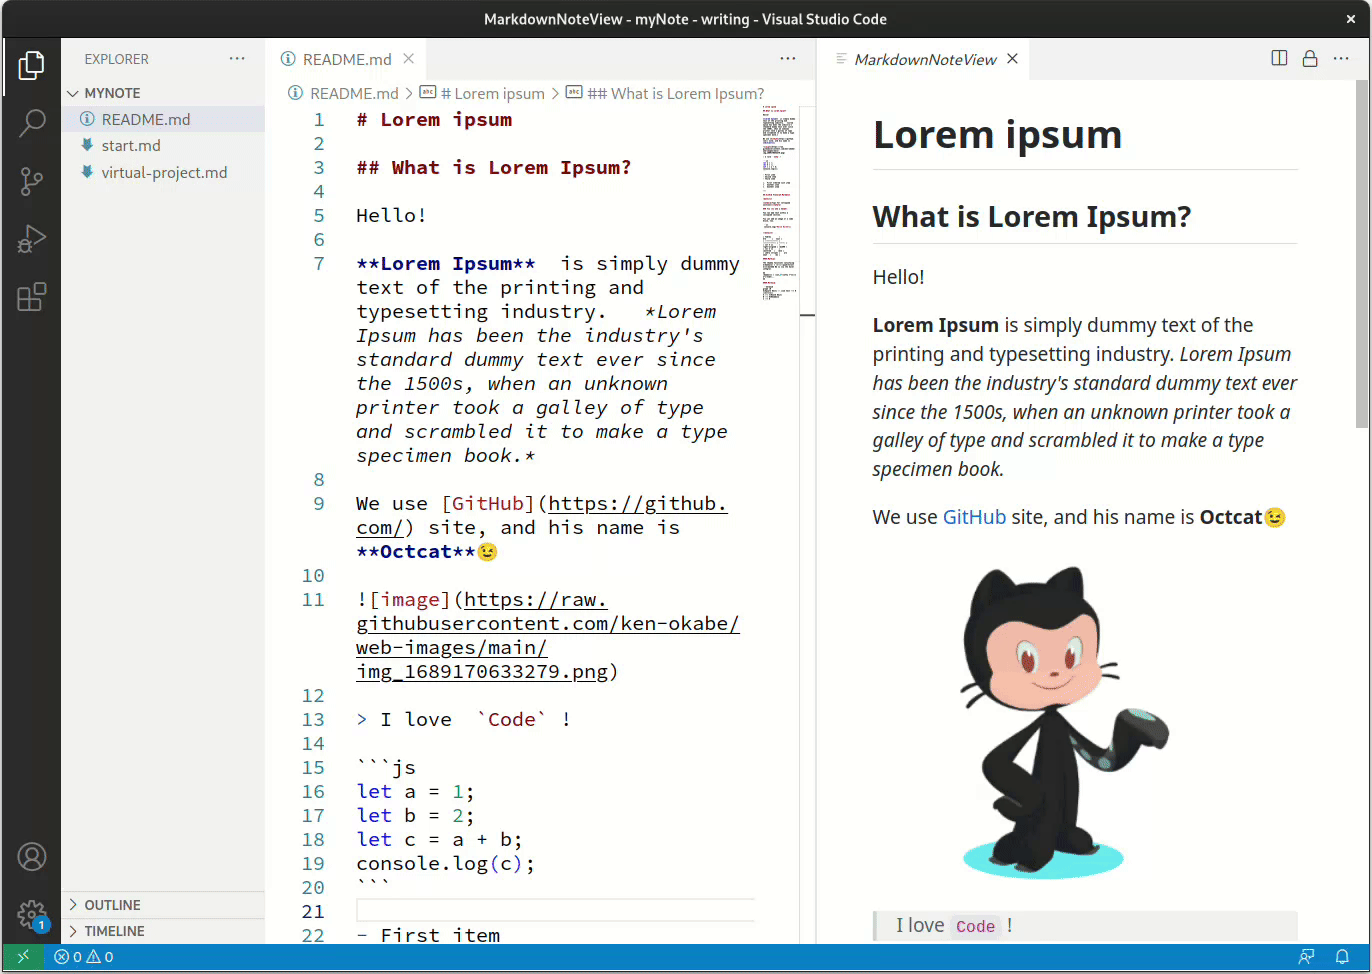 MarkdownNoteView - myNote - writing - Visual Studio Code
EXPLORER
MYNOTE
README.md
start.md
virtual-project.md
OUTLINE
TIMELINE
README.md
README.md > # Lorem ipsum > ## What is Lorem Ipsum?
1 # Lorem ipsum
2
3 ## What is Lorem Ipsum?
4
5 Hello!
6
7 **Lorem Ipsum**  is simply dummy
text of the printing and
typesetting industry.   *Lorem
Ipsum has been the industry's
standard dummy text ever since
the 1500s, when an unknown
printer took a galley of type
and scrambled it to make a type
specimen book.*
8
9 We use [GitHub](https://github.
com/) site, and his name is
**Octcat**😉
10
11 ![image](https://raw.
githubusercontent.com/ken-okabe/
web-images/main/
img_1689170633279.png)
12
13 > I love  `Code` !
14
15 ```js
16 let a = 1;
17 let b = 2;
18 let c = a + b;
19 console.log(c);
20 ```
21
22 - First item
MarkdownNoteView
Lorem ipsum
What is Lorem Ipsum?
Hello!
Lorem Ipsum is simply dummy text of the
printing and typesetting industry. Lorem Ipsum
has been the industry's standard dummy text ever
since the 1500s, when an unknown printer took a
galley of type and scrambled it to make a type
specimen book.
We use GitHub site, and his name is Octcat😉
I love Code !
1
0 0